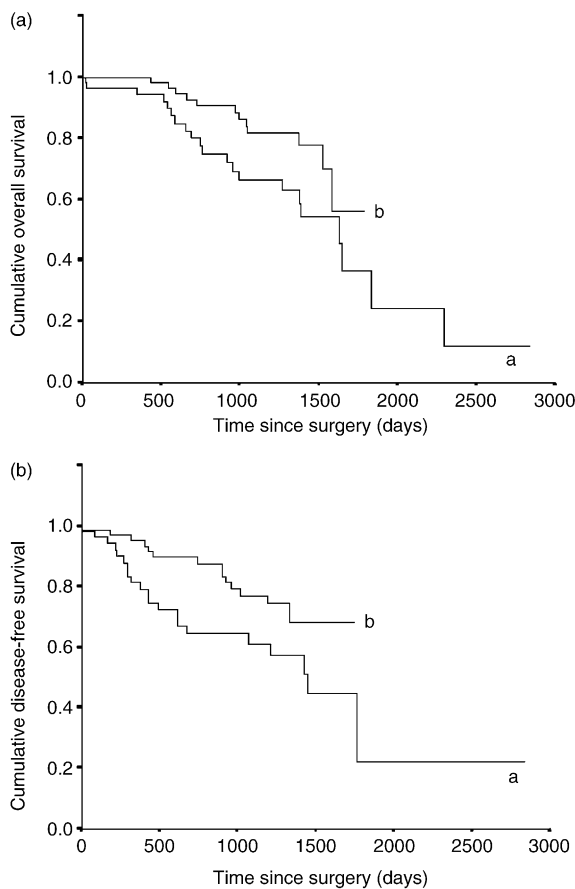 (a)
Cumulative overall survival
1.0
0.8
0.6
0.4
0.2
0.0
b
a
0 500 1000 1500 2000 2500 3000
Time since surgery (days)
(b)
Cumulative disease-free survival
1.0
0.8
0.6
0.4
0.2
0.0
b
a
0 500 1000 1500 2000 2500 3000
Time since surgery (days)